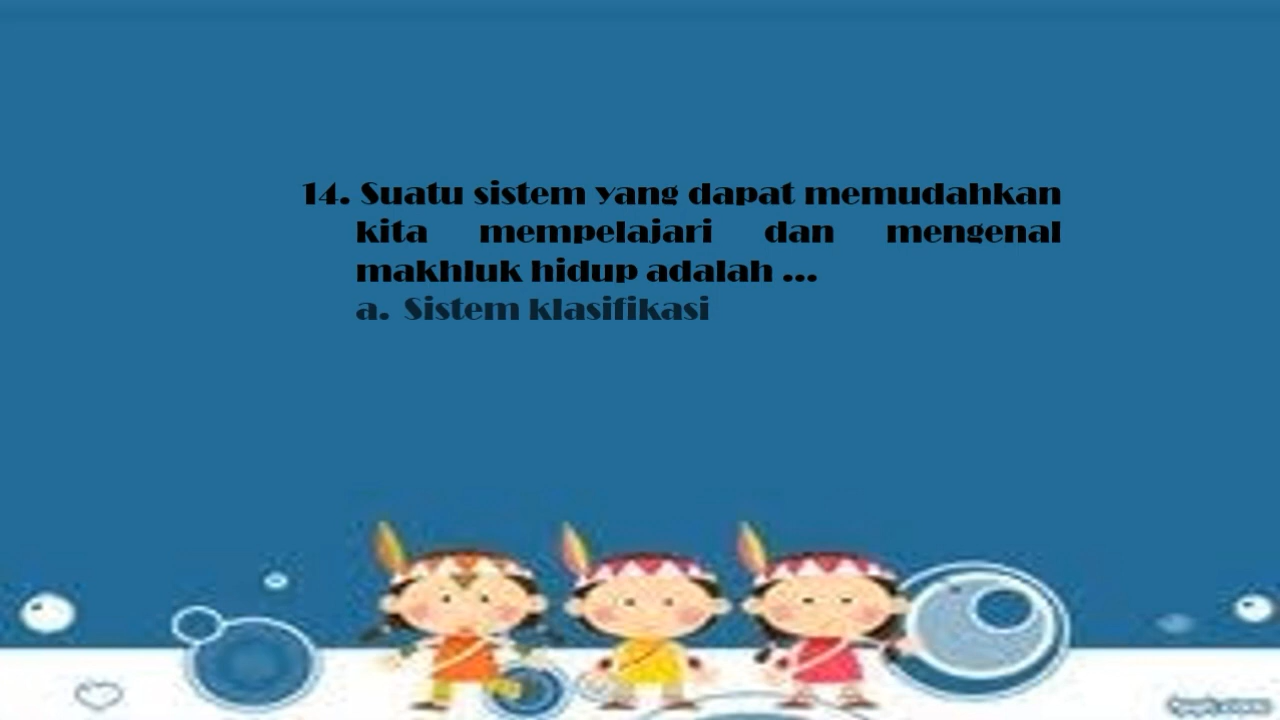 14. Suatu sistem yang dapat memudahkan
kita mempelajari dan mengenal
makhluk hidup adalah ...
a. Sistem klasifikasi